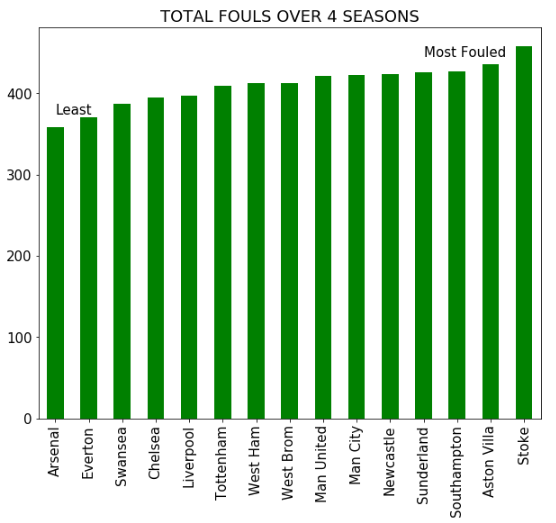 TOTAL FOULS OVER 4 SEASONS
Most Fouled
Least
400
300
200
100
0
Arsenal
Everton
Swansea
Chelsea
Liverpool
Tottenham
West Ham
West Brom
Man United
Man City
Newcastle
Sunderland
Southampton
Aston Villa
Stoke